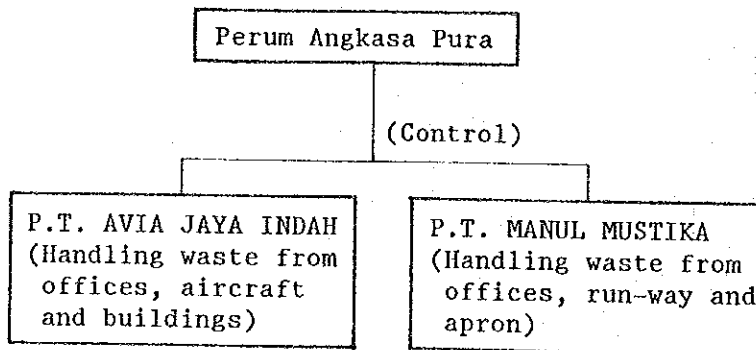 Perum Angkasa Pura
(Control)
P.T. AVIA JAYA INDAH
(Handling waste from
offices, aircraft
and buildings)
P.T. MANUL MUSTIKA
(Handling waste from
offices, run-way and
apron)